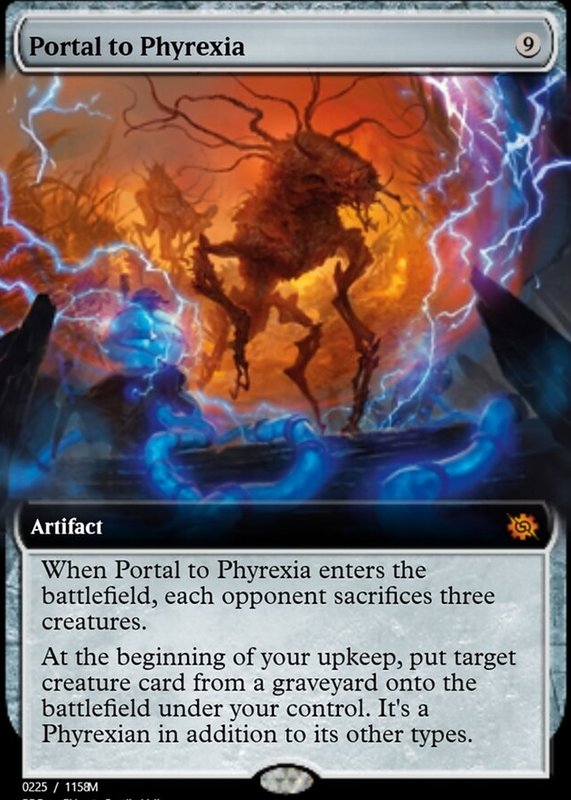 Portal to Phyrexia
9
Artifact
When Portal to Phyrexia enters the
battlefield, each opponent sacrifices three
creatures.
At the beginning of your upkeep, put target
creature card from a graveyard onto the
battlefield under your control. It's a
Phyrexian in addition to its other types.
0225 / 1158M